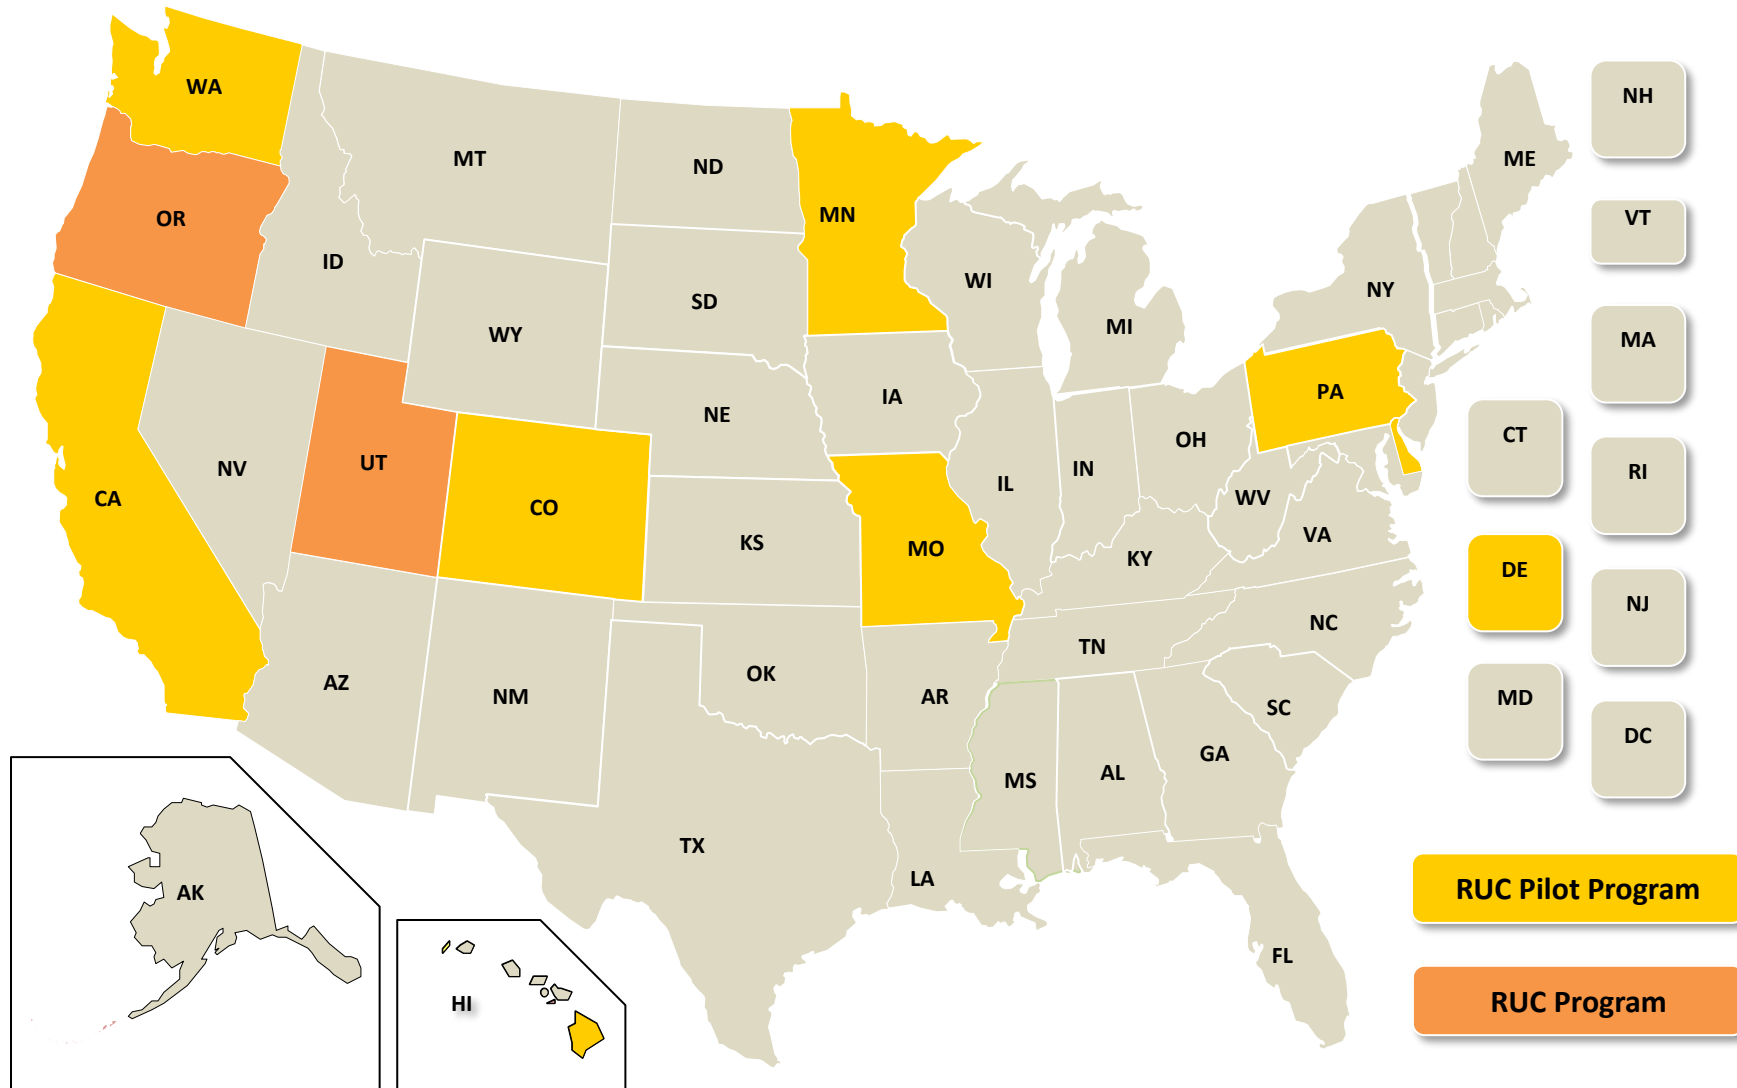 WA
NH
MT
ND
ME
OR
MN
VT
ID
WI
NY
SD
MI
WY
MA
PA
IA
NE
OH
CT
NV
UT
IN
RI
CA
CO
IL
WV
KS
MO
VA
KY
DE
NJ
NC
TN
AZ
NM
OK
AR
SC
MD
DC
GA
MS
AL
TX
LA
AK
RUC Pilot Program
FL
HI
RUC Program